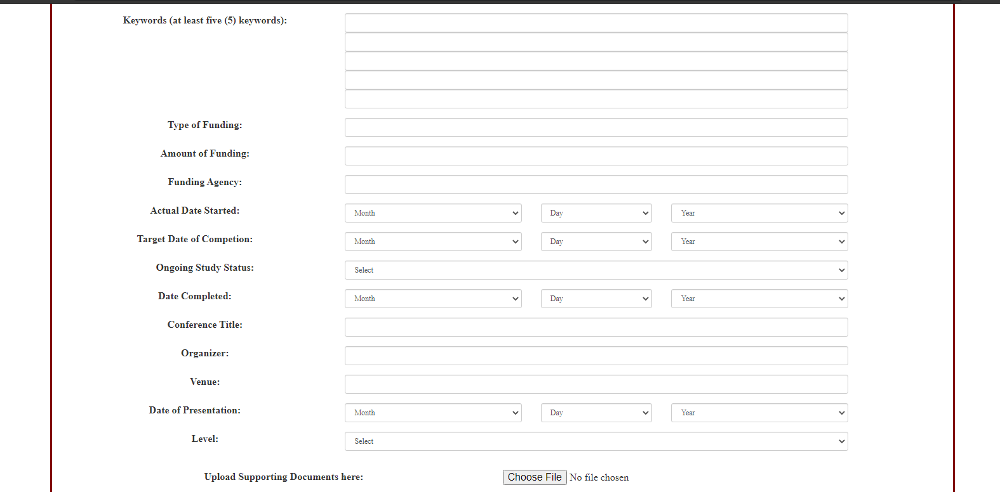 Keywords (at least five (5) keywords):
Type of Funding:
Amount of Funding:
Funding Agency:
Actual Date Started: Month Day Year
Target Date of Competion: Month Day Year
Ongoing Study Status: Select
Date Completed: Month Day Year
Conference Title:
Organizer:
Venue:
Date of Presentation: Month Day Year
Level: Select
Upload Supporting Documents here: Choose File No file chosen